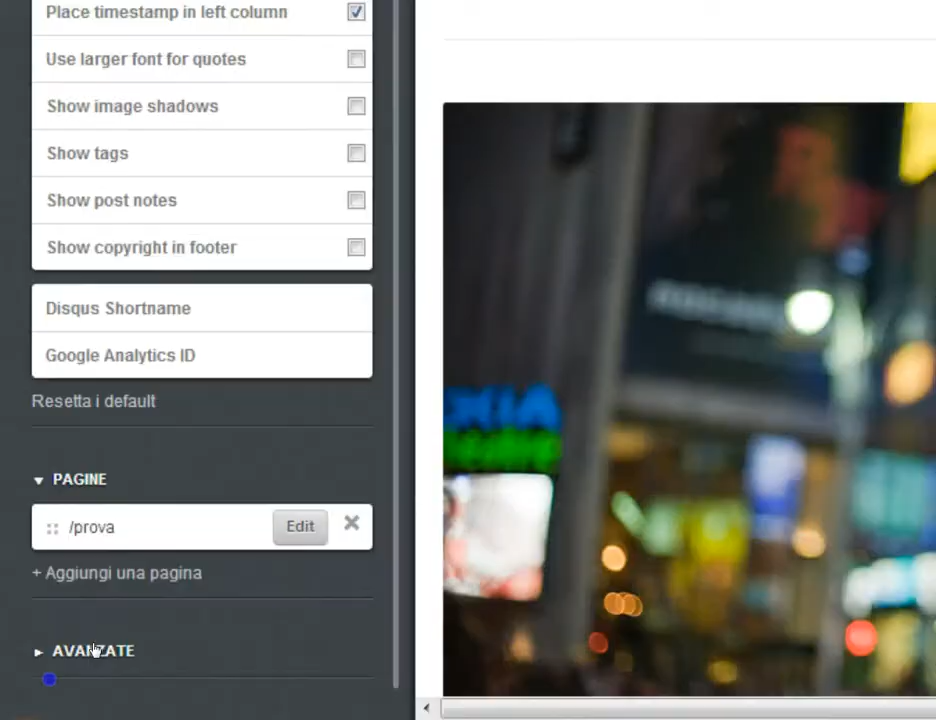 Place timestamp in left column
Use larger font for quotes
Show image shadows
Show tags
Show post notes
Show copyright in footer
Disqus Shortname
Google Analytics ID
Resetta i default
PAGINE
/prova
Edit
+ Aggiungi una pagina
AVANZATE